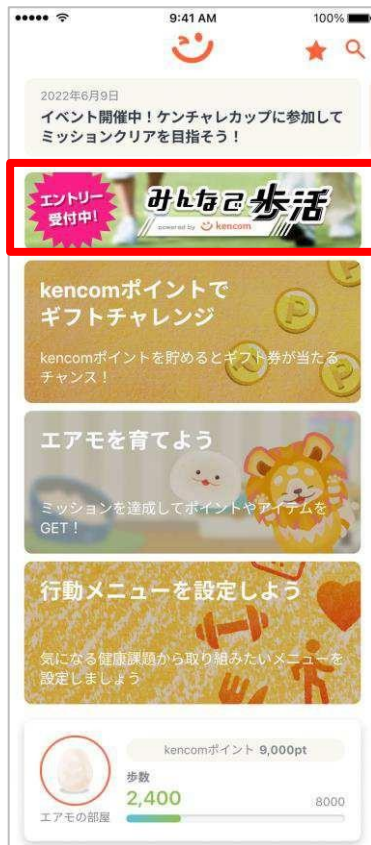 9:41 AM
100%
2022年6月9日
イベント開催中！ケンチャレカップに参加して
ミッションクリアを目指そう！
エントリー
受付中！
みんなで歩活
powered by kencom
kencomポイントで
ギフトチャレンジ
kencomポイントを貯めるとギフト券が当たる
チャンス！
エアモを育てよう
ミッションを達成してポイントやアイテムを
GET！
行動メニューを設定しよう
気になる健康課題から取り組みたいメニューを
設定しましょう
kencomポイント 9,000pt
歩数
2,400
8000
エアモの部屋